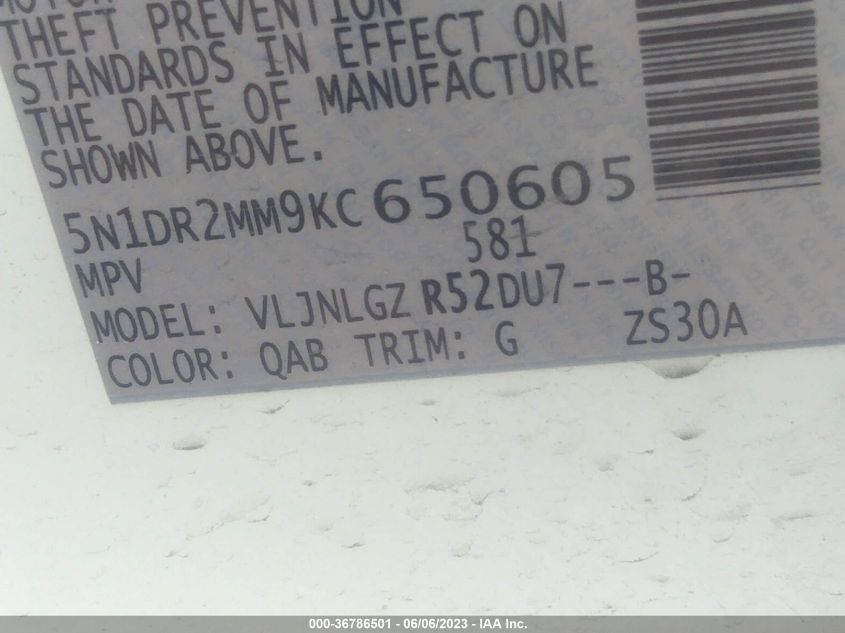 THEFT PREVENTION
STANDARDS IN EFFECT ON
THE DATE OF MANUFACTURE
SHOWN ABOVE.
5N1DR2MM9KC650605
MPV 581
MODEL: VLJNLGZ R52DU7---B-
COLOR: QAB TRIM: G ZS30A
000-36786501 - 06/06/2023 - IAA Inc.